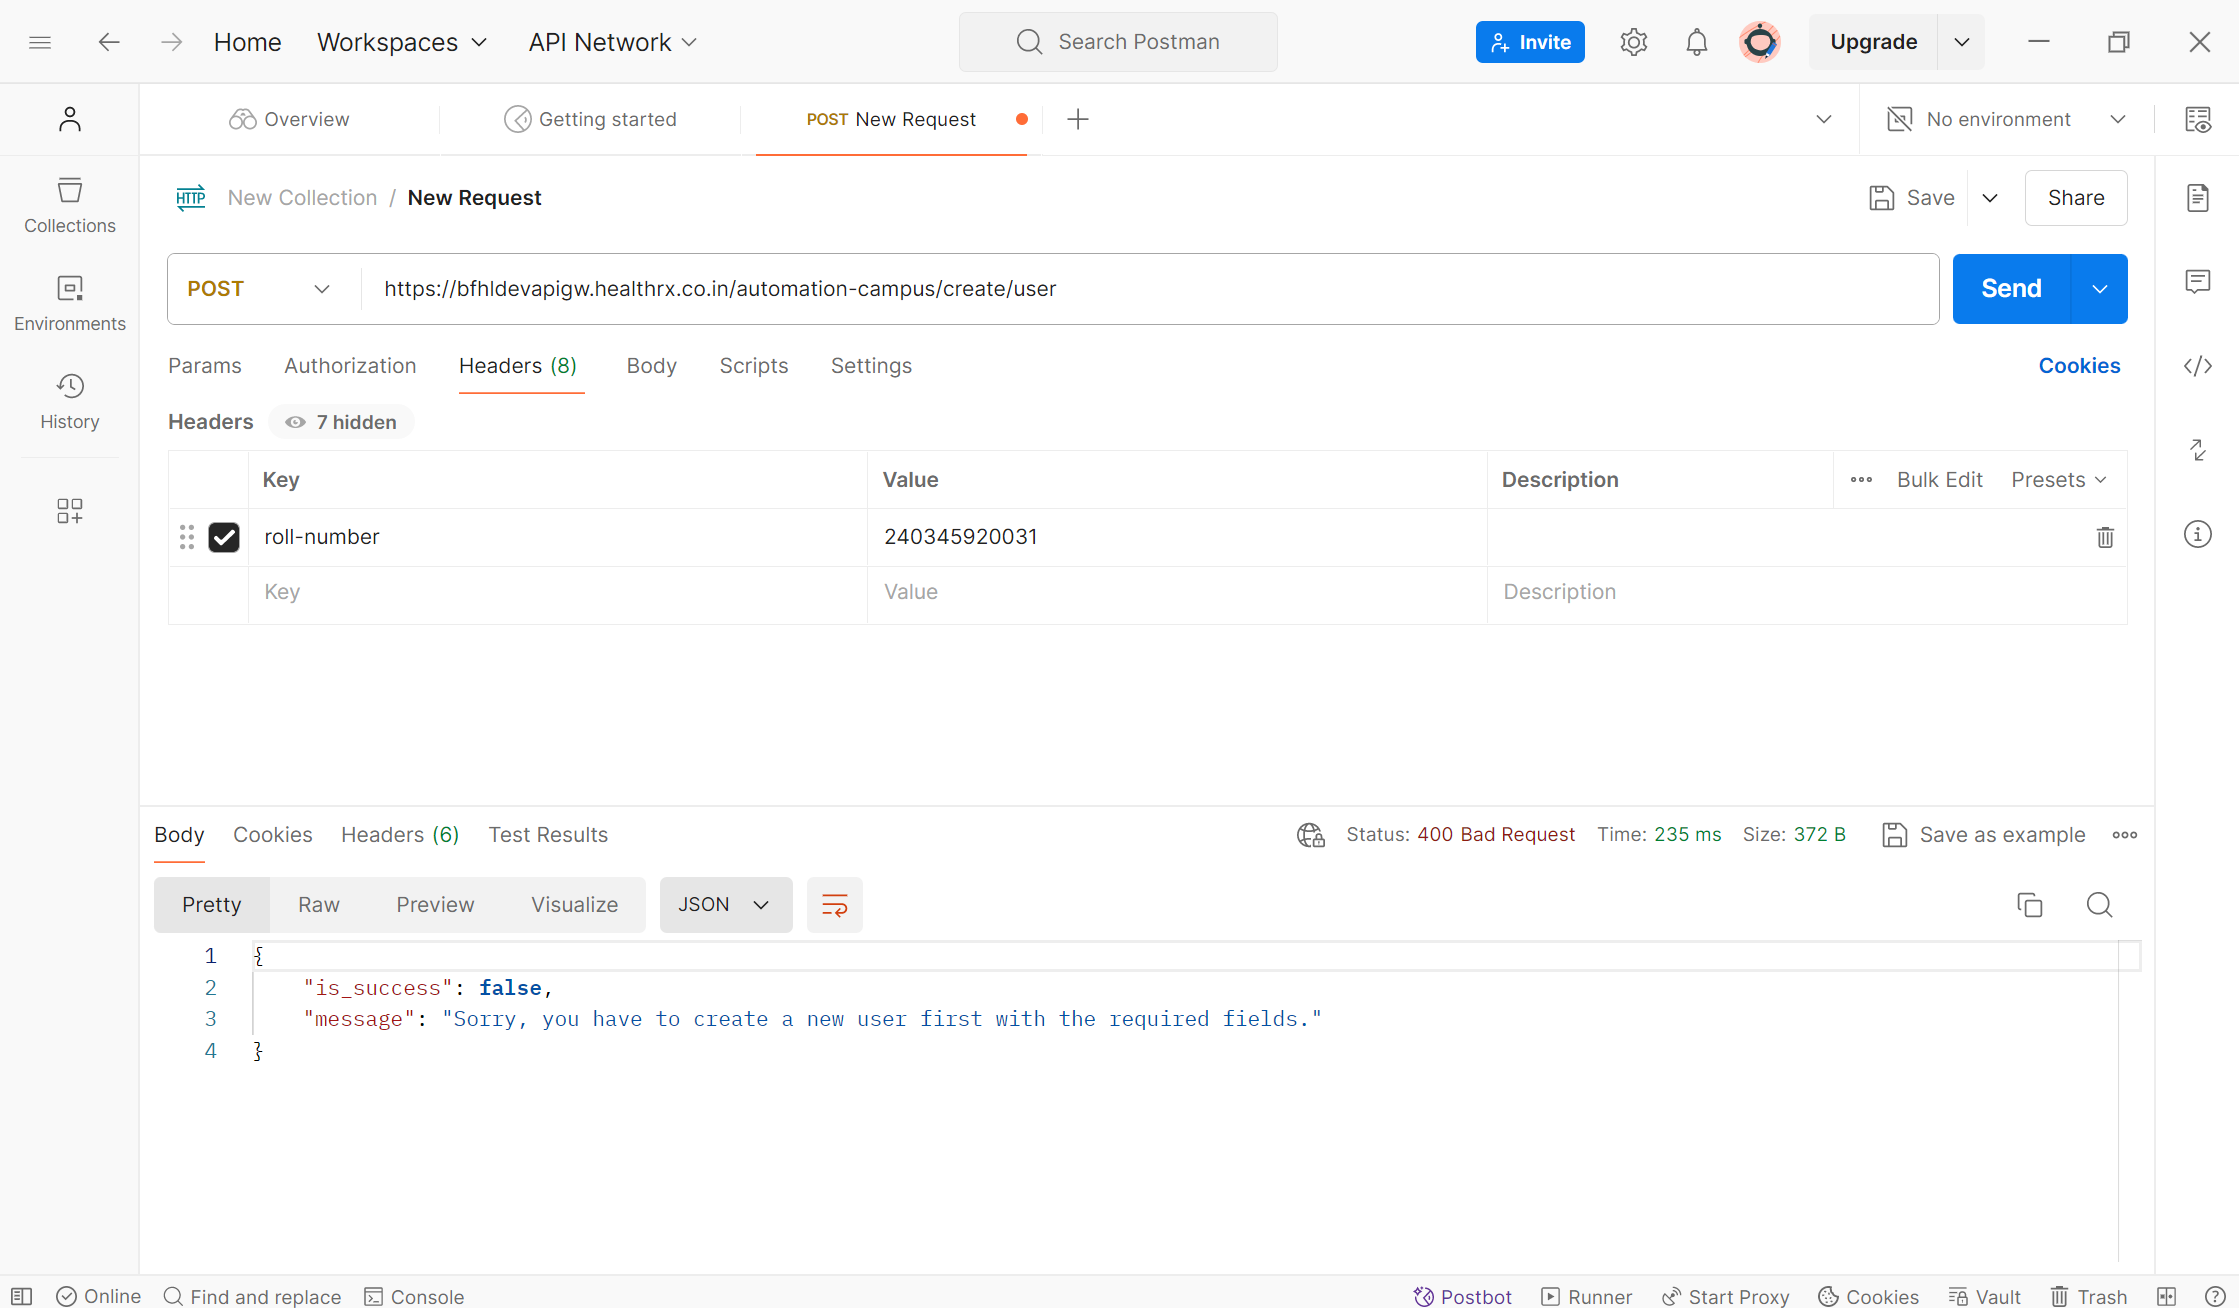 Home Workspaces API Network Search Postman Invite Upgrade
Overview Getting started POST New Request No environment
HTTP New Collection / New Request Save Share
Collections
Environments
History
POST https://bfhldevapigw.healthrx.co.in/automation-campus/create/user Send
Params Authorization Headers (8) Body Scripts Settings Cookies
Headers 7 hidden
Key Value Description Bulk Edit Presets
roll-number 240345920031
Key Value Description
Body Cookies Headers (6) Test Results Status: 400 Bad Request Time: 235 ms Size: 372 B Save as example
Pretty Raw Preview Visualize JSON
1 {
2 "is_success": false,
3 "message": "Sorry, you have to create a new user first with the required fields."
4 }
Online Find and replace Console Postbot Runner Start Proxy Cookies Vault Trash